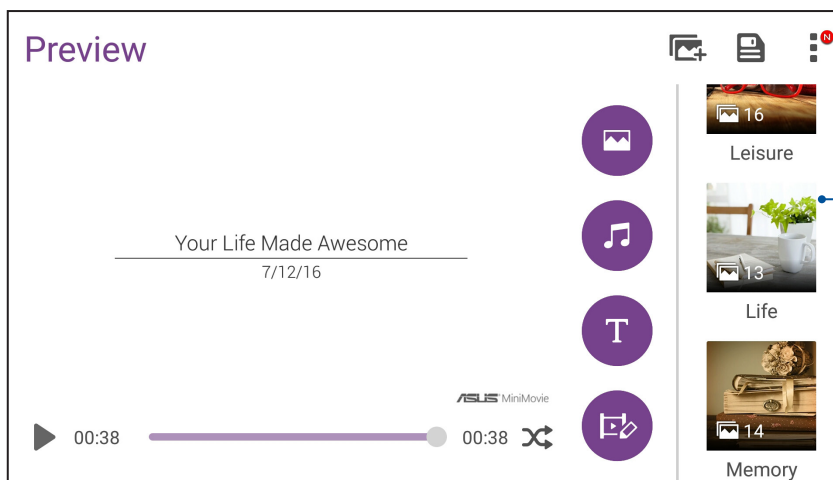 Preview
N
16
Leisure
Your Life Made Awesome
7/12/16
13
Life
T
ASUS MiniMovie
00:38
00:38
14
Memory